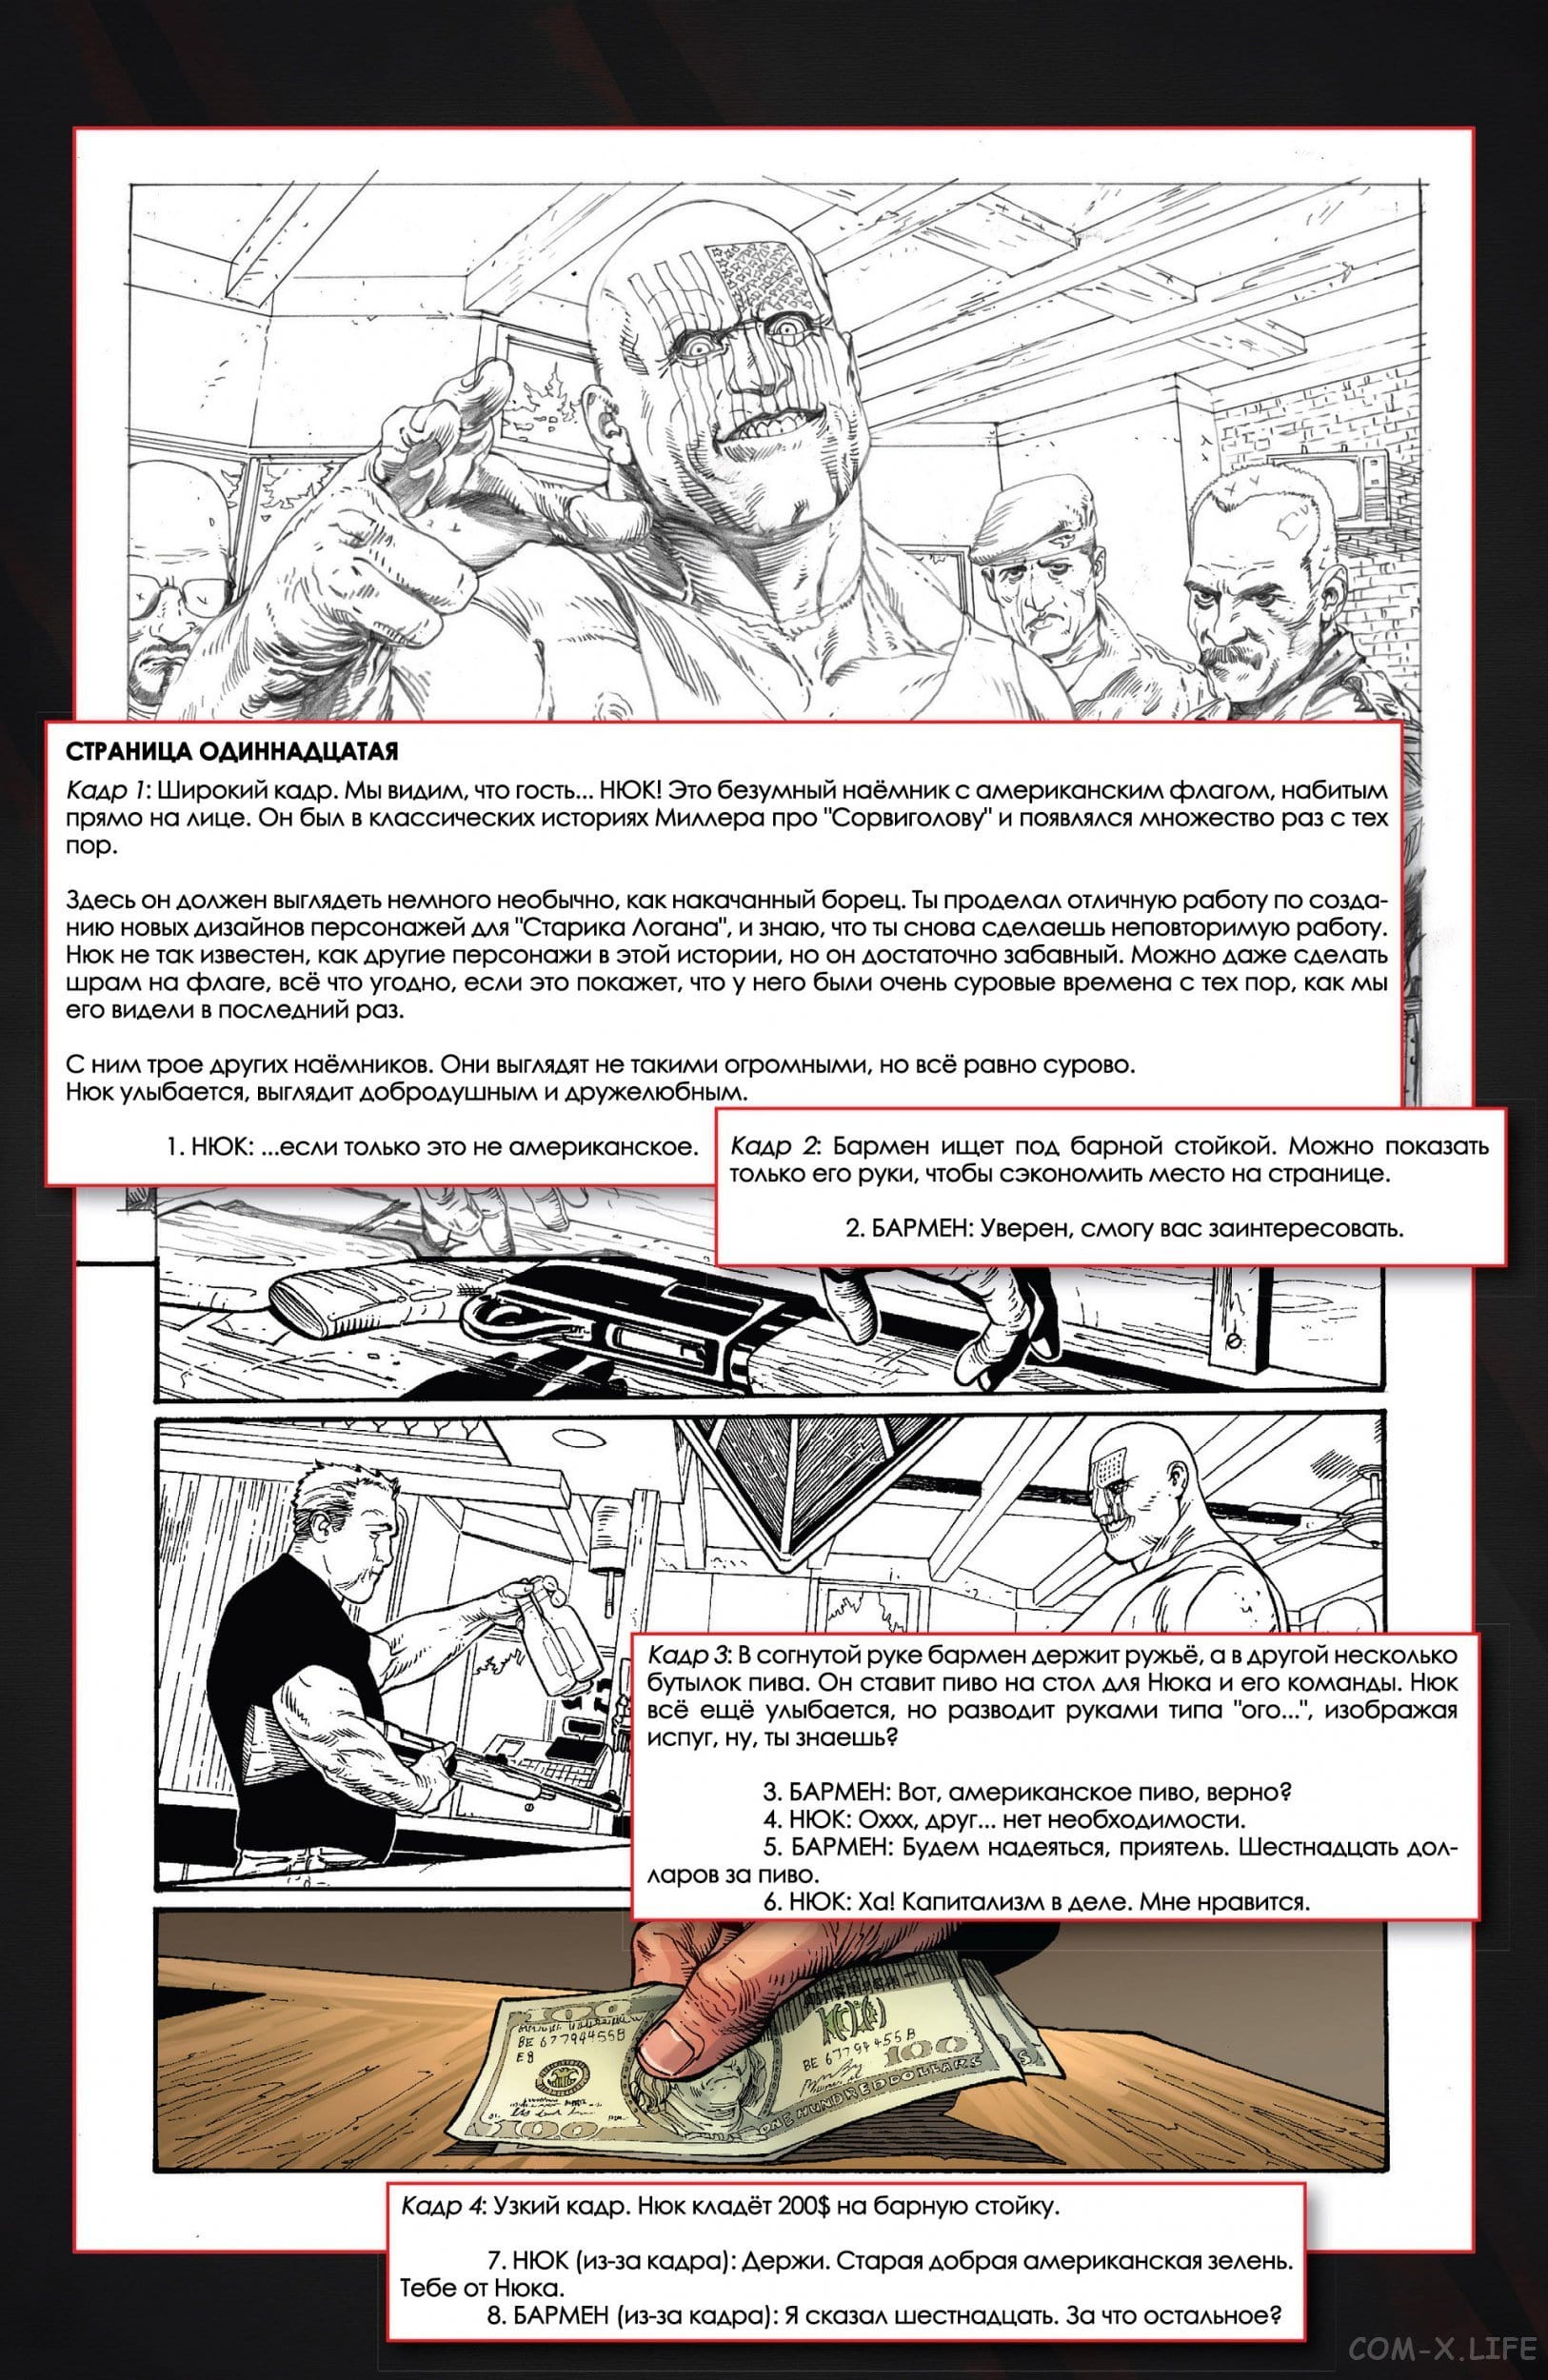 СТРАНИЦА ОДИННАДЦАТАЯ
Кадр 1: Широкий кадр. Мы видим, что гость... НЮК! Это безумный наёмник с американским флагом, набитым
прямо на лице. Он был в классических историях Миллера про "Сорвиголову" и появлялся множество раз с тех
пор.
Здесь он должен выглядеть немного необычно, как накачанный борец. Ты проделал отличную работу по созда-
нию новых дизайнов персонажей для "Старика Логана", и знаю, что ты снова сделаешь неповторимую работу.
Нюк не так известен, как другие персонажи в этой истории, но он достаточно забавный. Можно даже сделать
шрам на флаге, всё что угодно, если это покажет, что у него были очень суровые времена с тех пор, как мы
его видели в последний раз.
С ним трое других наёмников. Они выглядят не такими огромными, но всё равно сурово.
Нюк улыбается, выглядит добродушным и дружелюбным.
1. НЮК: ...если только это не американское.
Кадр 2: Бармен ищет под барной стойкой. Можно показать
только его руки, чтобы сэкономить место на странице.
2. БАРМЕН: Уверен, смогу вас заинтересовать.
Кадр 3: В согнутой руке бармен держит ружьё, а в другой несколько
бутылок пива. Он ставит пиво на стол для Нюка и его команды. Нюк
всё ещё улыбается, но разводит руками типа "ого...", изображая
испуг, ну, ты знаешь?
3. БАРМЕН: Вот, американское пиво, верно?
4. НЮК: Оххх, друг... нет необходимости.
5. БАРМЕН: Будем надеяться, приятель. Шестнадцать дол-
ларов за пиво.
6. НЮК: Ха! Капитализм в деле. Мне нравится.
100
BE 67794455B
E8
BE 67794455B
100
ONE HUNDRED DOLLARS
100
Кадр 4: Узкий кадр. Нюк кладёт 200$ на барную стойку.
7. НЮК (из-за кадра): Держи. Старая добрая американская зелень.
Тебе от Нюка.
8. БАРМЕН (из-за кадра): Я сказал шестнадцать. За что остальное?
COM-X.LIFE